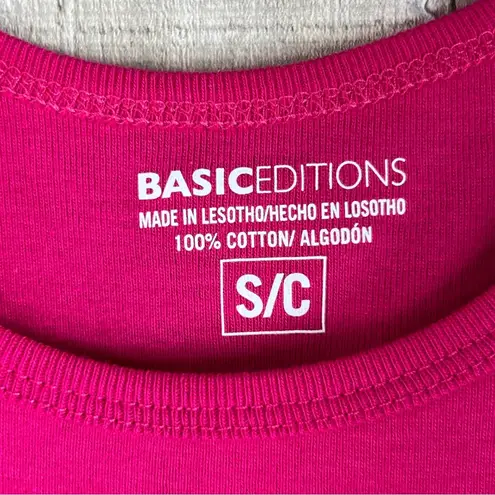 BASICEDITIONS
MADE IN LESOTHO/HECHO EN LOSOTHO
100% COTTON/ ALGODÓN
S/C